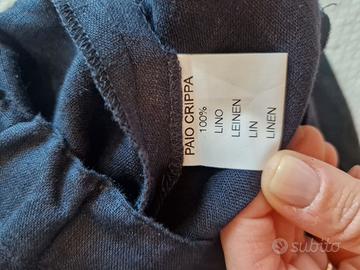 PAIO CRIPPA
100%
LINO
LEINEN
LIN
LINEN
subito